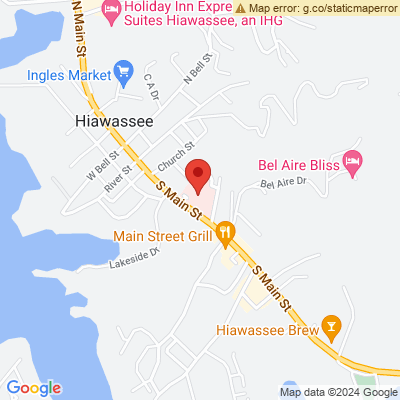 Holiday Inn Expre
Suites Hiawassee, an IHG
Map error: g.co/staticmaperror
N Main St
N Bell St
Ingles Market
C A Dr
Hiawassee
Church St
W Bell St
River St
Bel Aire Bliss
Bel Aire Dr
S Main St
Main Street Grill
Lakeside Dr
S Main St
Hiawassee Brew
Google
Map data ©2024 Google